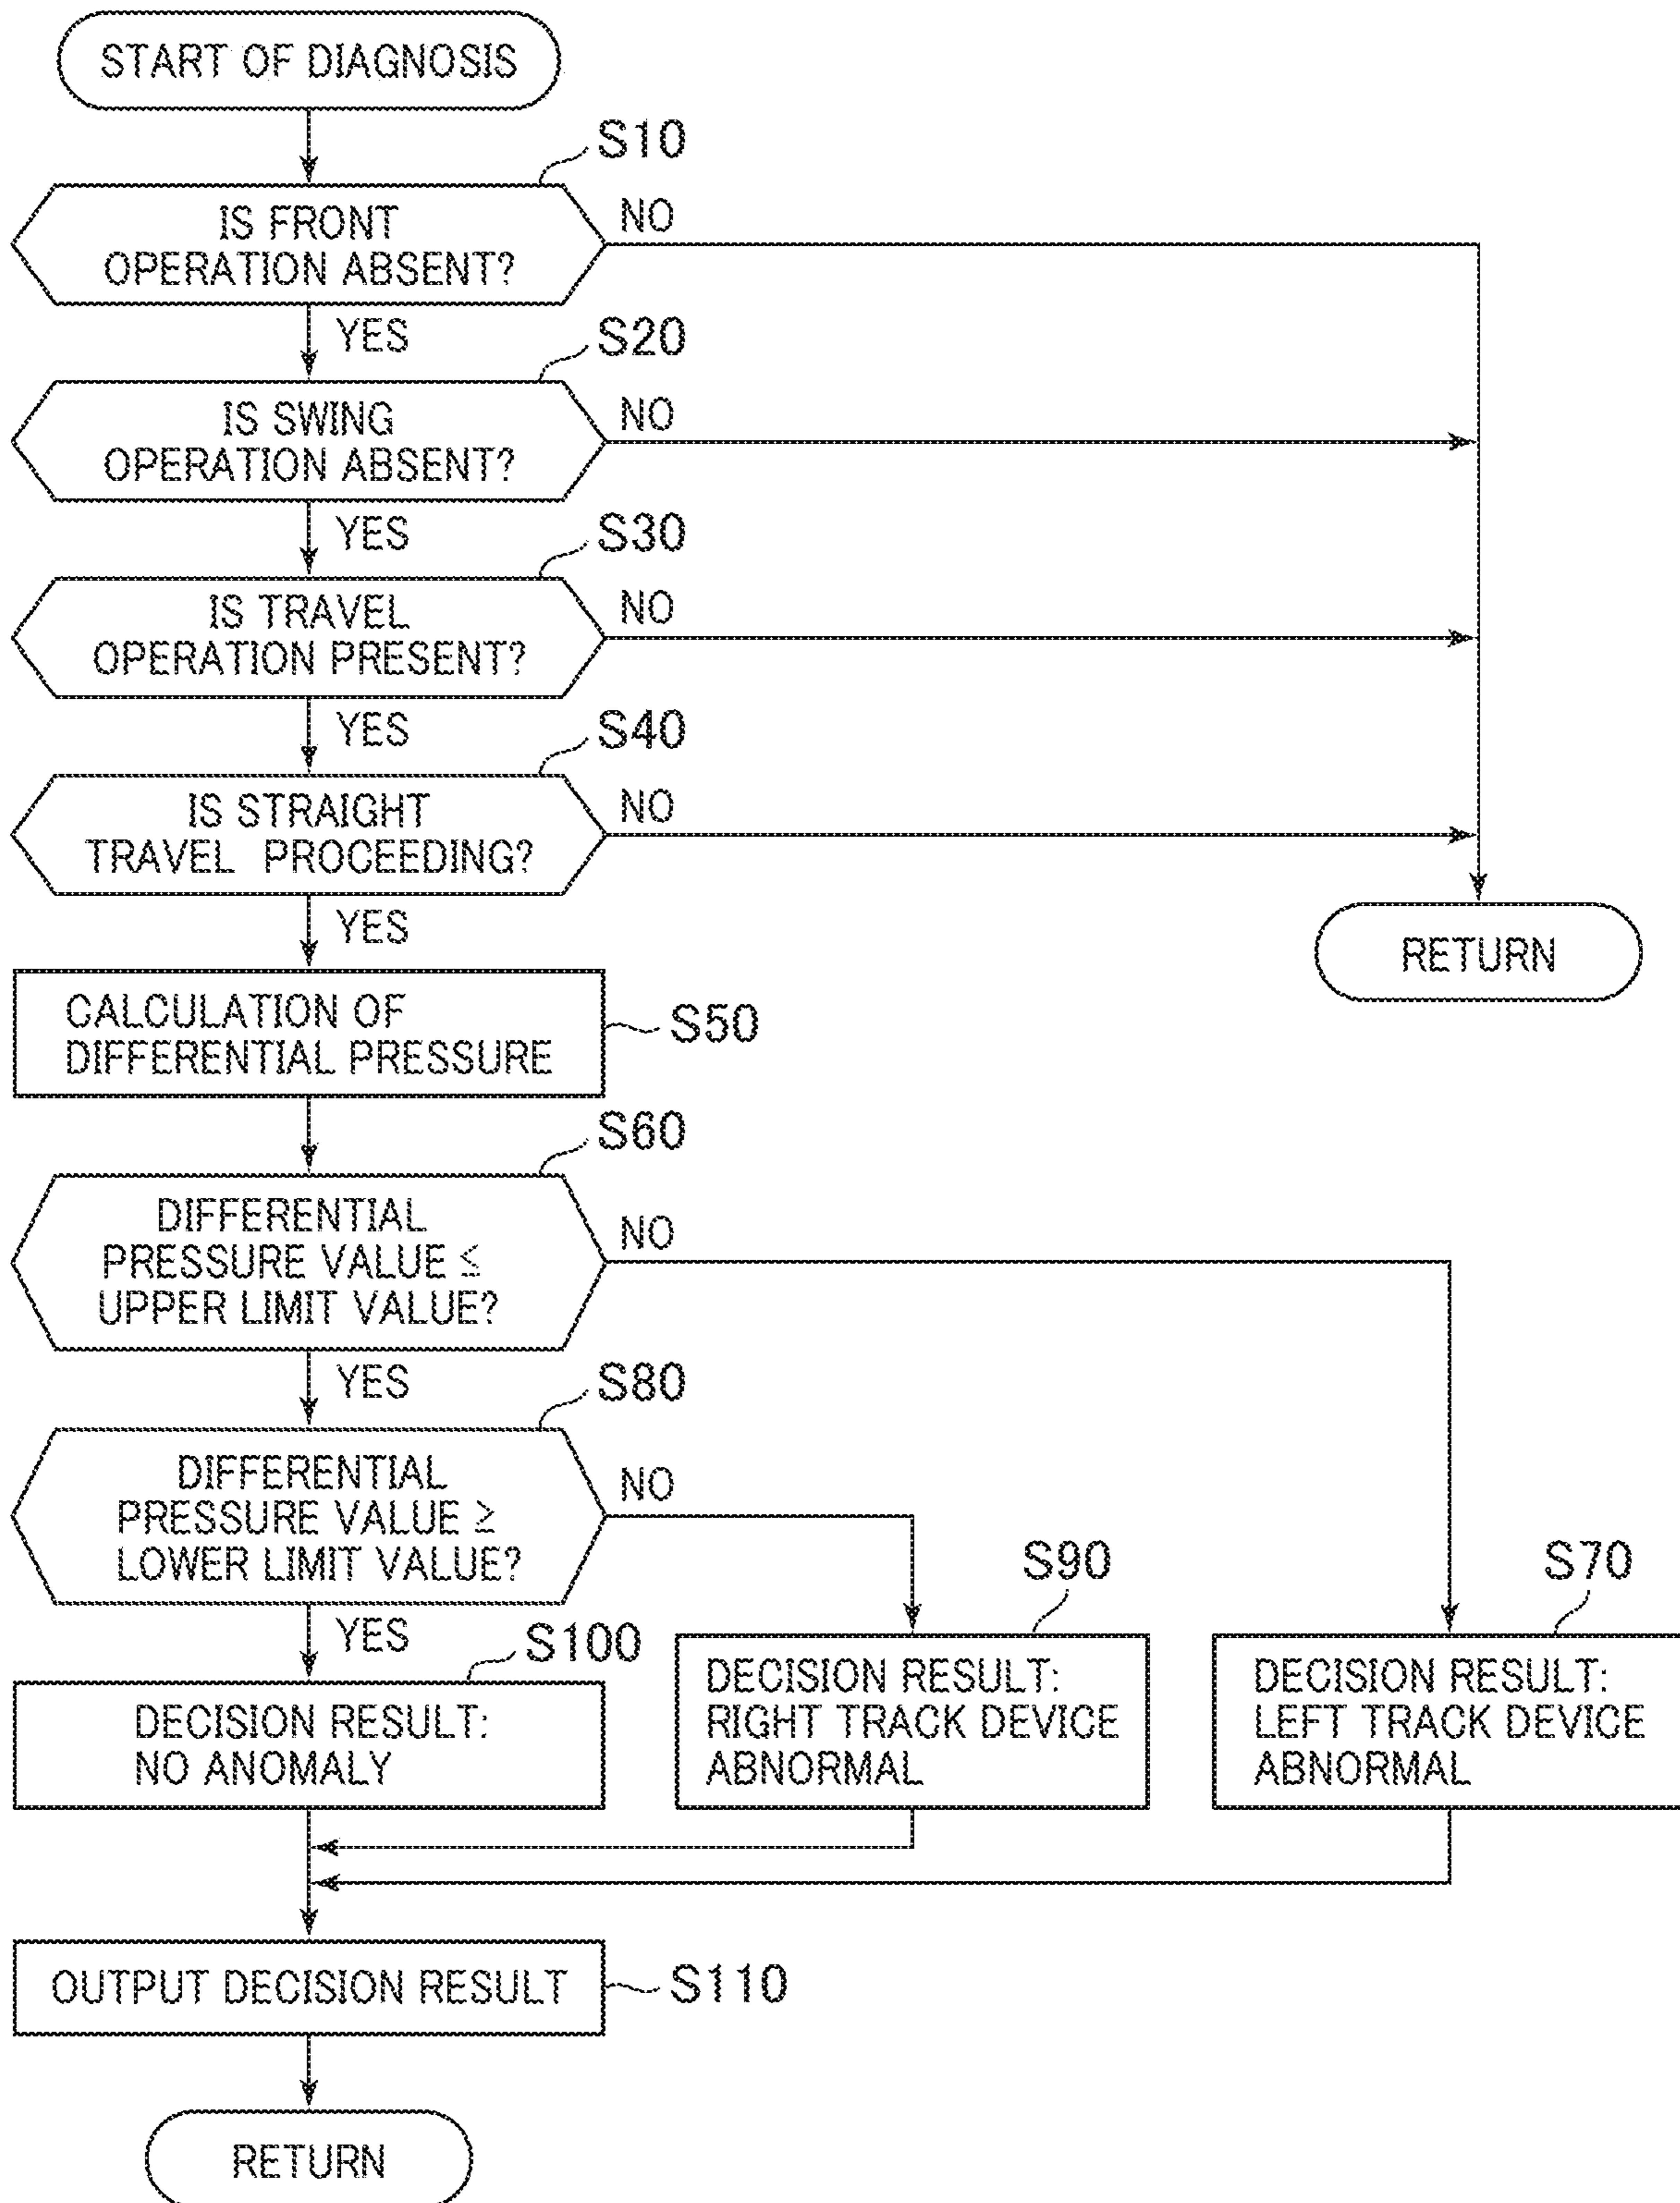 START OF DIAGNOSIS
S10
IS FRONT
OPERATION ABSENT?
NO
YES
S20
IS SWING
OPERATION ABSENT?
NO
YES
S30
IS TRAVEL
OPERATION PRESENT?
NO
YES
S40
IS STRAIGHT
TRAVEL PROCEEDING?
NO
YES
RETURN
CALCULATION OF
DIFFERENTIAL PRESSURE
S50
S60
DIFFERENTIAL
PRESSURE VALUE ≤
UPPER LIMIT VALUE?
NO
YES
S80
DIFFERENTIAL
PRESSURE VALUE ≥
LOWER LIMIT VALUE?
NO
YES
S100
DECISION RESULT:
NO ANOMALY
S90
DECISION RESULT:
RIGHT TRACK DEVICE
ABNORMAL
S70
DECISION RESULT:
LEFT TRACK DEVICE
ABNORMAL
OUTPUT DECISION RESULT
S110
RETURN